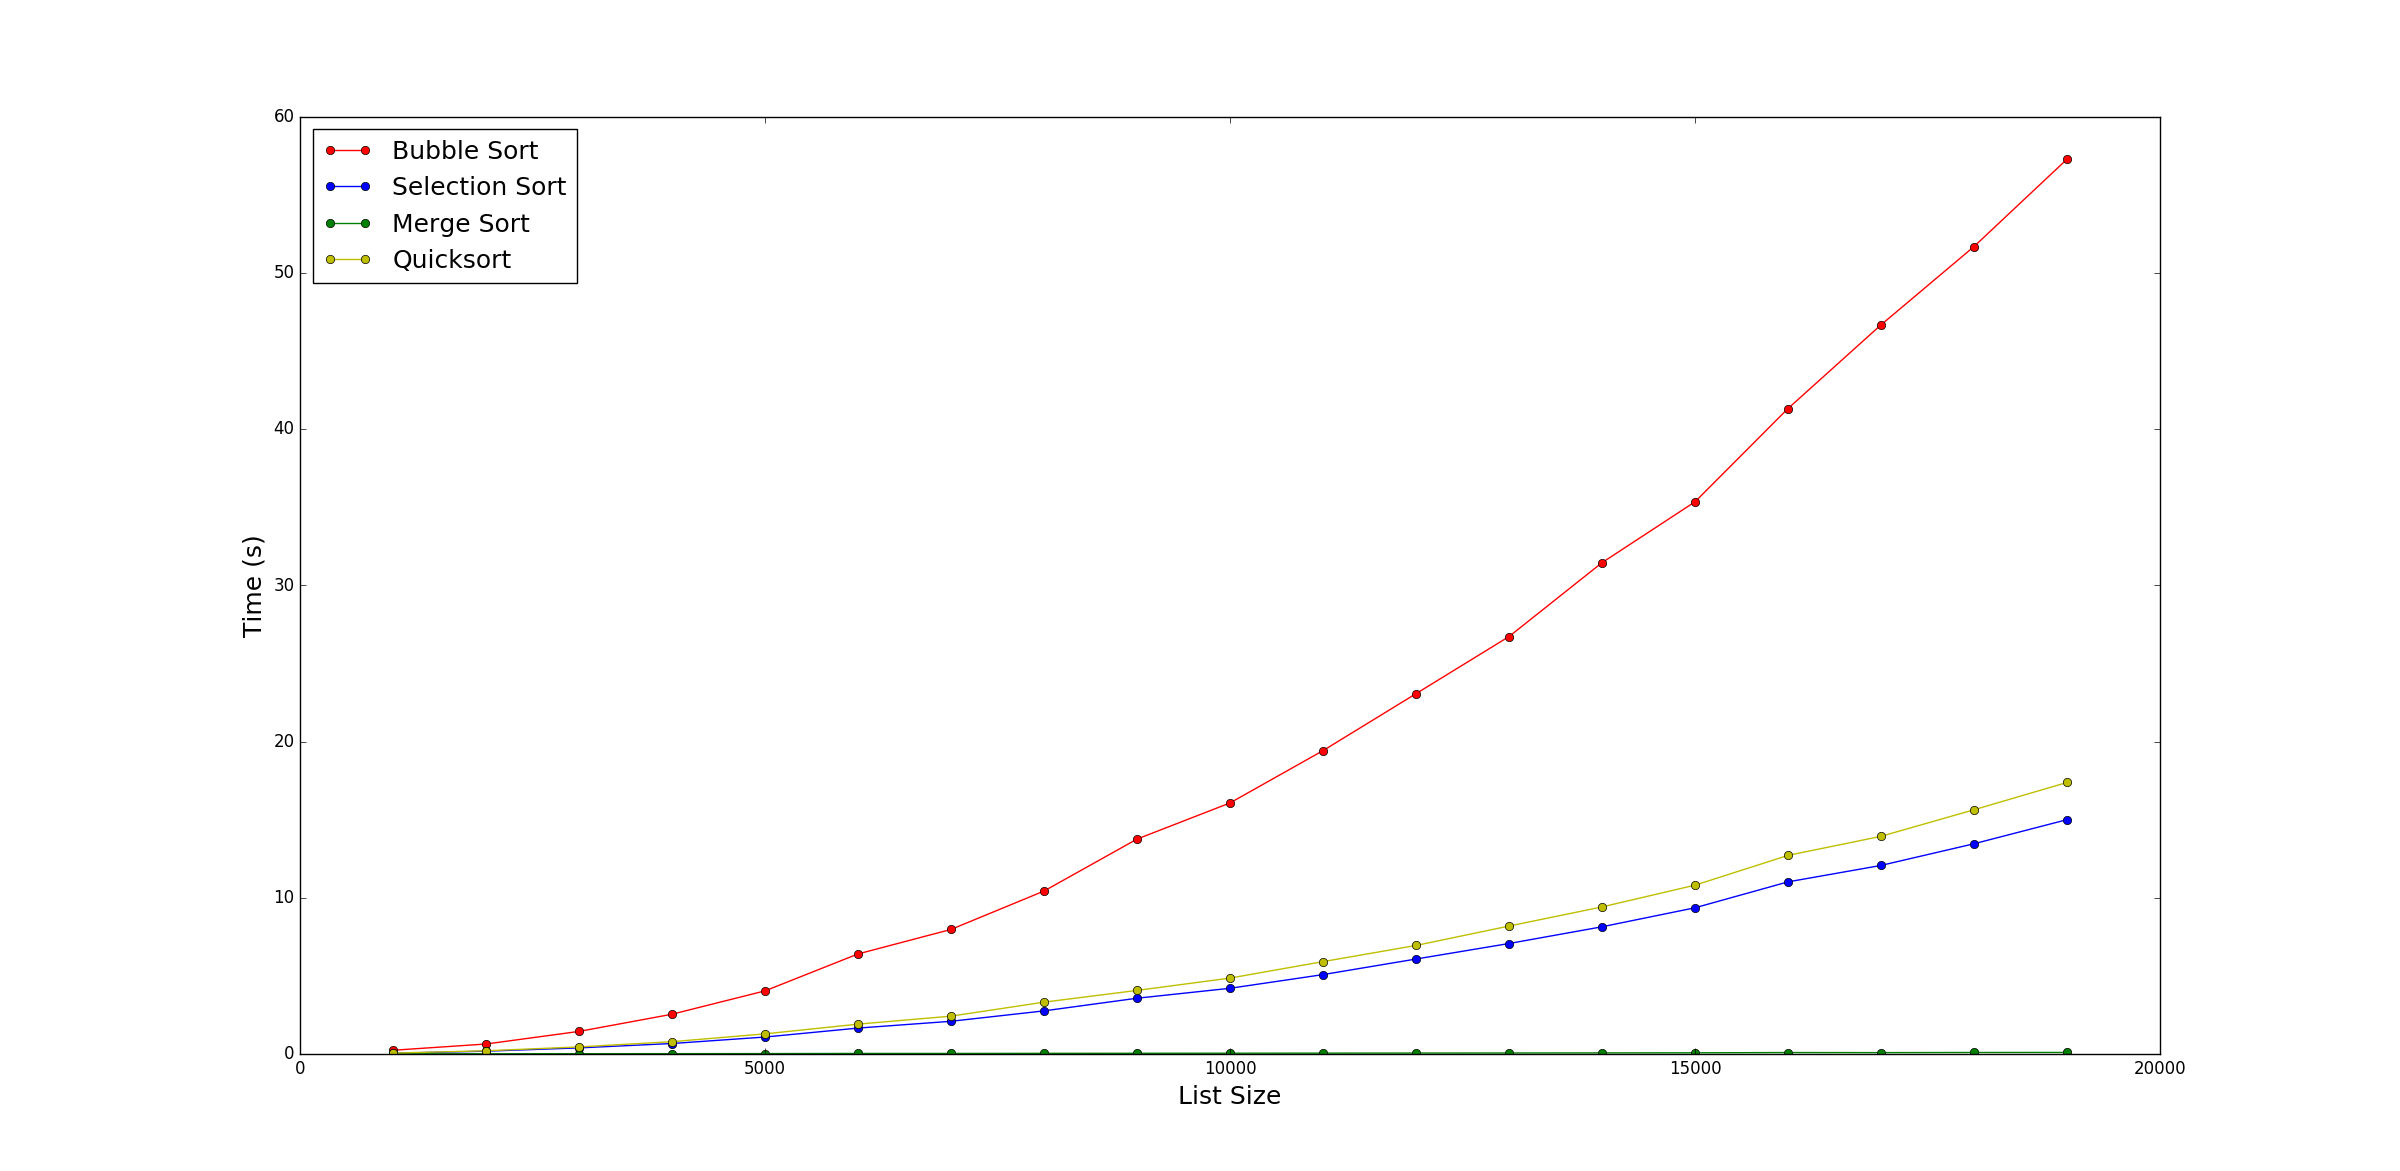 60
50
40
30
20
10
0
Bubble Sort
Selection Sort
Merge Sort
Quicksort
Time (s)
0 5000 10000 15000 20000
List Size